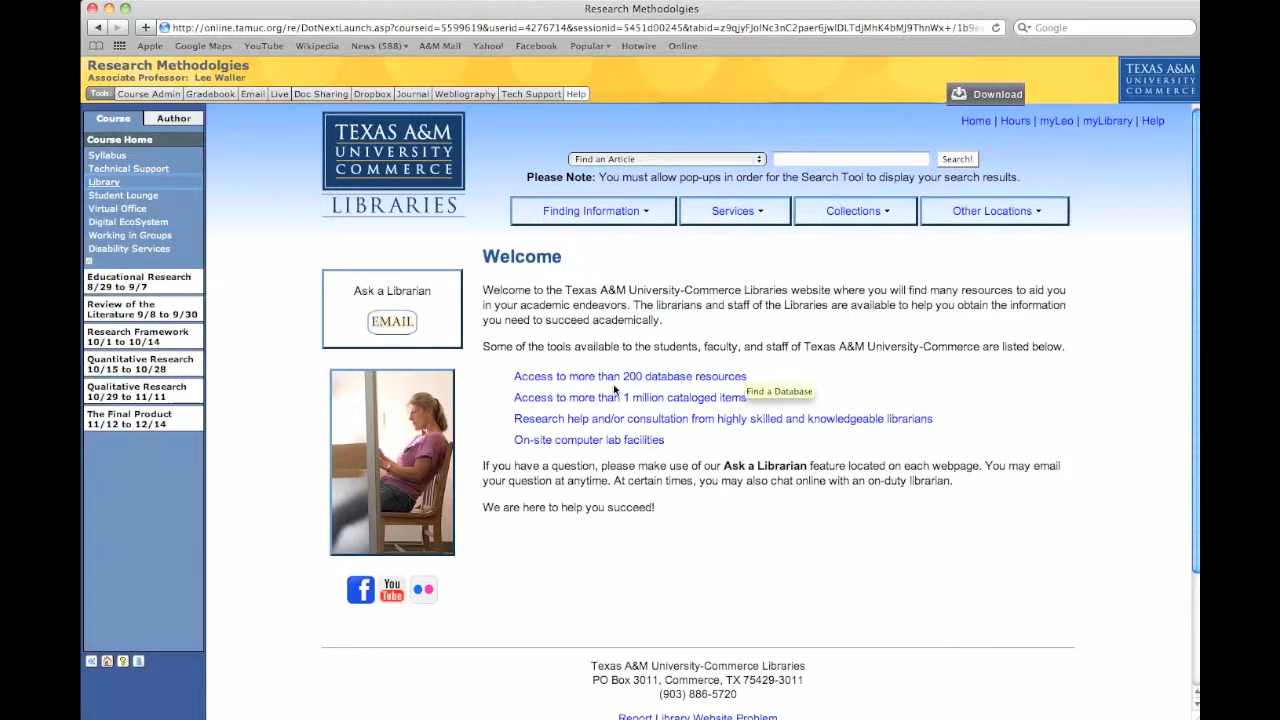 Research Methodolgies
http://online.tamuc.org/re/DotNextLaunch.asp?courseid=5599619&userid=4276714&sessionid=5451d00245&tabid=
Google
Apple Google Maps YouTube Wikipedia News (588) A&M Mail Yahoo! Facebook Popular Hotwire Online
Research Methodolgies
Associate Professor: Lee Waller
Tools: Course Admin Gradebook Email Live Doc Sharing Dropbox Journal Webliography Tech Support Help
Download
TEXAS A&M
UNIVERSITY
COMMERCE
Course Author
Course Home
Syllabus
Technical Support
Library
Student Lounge
Virtual Office
Digital EcoSystem
Working in Groups
Disability Services
Educational Research
8/29 to 9/7
Review of the
Literature 9/8 to 9/30
Research Framework
10/1 to 10/14
Quantitative Research
10/15 to 10/28
Qualitative Research
10/29 to 11/11
The Final Product
11/12 to 12/14
TEXAS A&M
UNIVERSITY
COMMERCE
LIBRARIES
Home | Hours | myLeo | myLibrary | Help
Find an Article Search!
Please Note: You must allow pop-ups in order for the Search Tool to display your search results.
Finding Information Services Collections Other Locations
Ask a Librarian
EMAIL
Welcome
Welcome to the Texas A&M University-Commerce Libraries website where you will find many resources to aid you
in your academic endeavors. The librarians and staff of the Libraries are available to help you obtain the information
you need to succeed academically.
Some of the tools available to the students, faculty, and staff of Texas A&M University-Commerce are listed below.
Access to more than 200 database resources
Find a Database
Access to more than 1 million cataloged items
Research help and/or consultation from highly skilled and knowledgeable librarians
On-site computer lab facilities
If you have a question, please make use of our Ask a Librarian feature located on each webpage. You may email
your question at anytime. At certain times, you may also chat online with an on-duty librarian.
We are here to help you succeed!
f
You
Tube
Texas A&M University-Commerce Libraries
PO Box 3011, Commerce, TX 75429-3011
(903) 886-5720
Report Library Website Problem